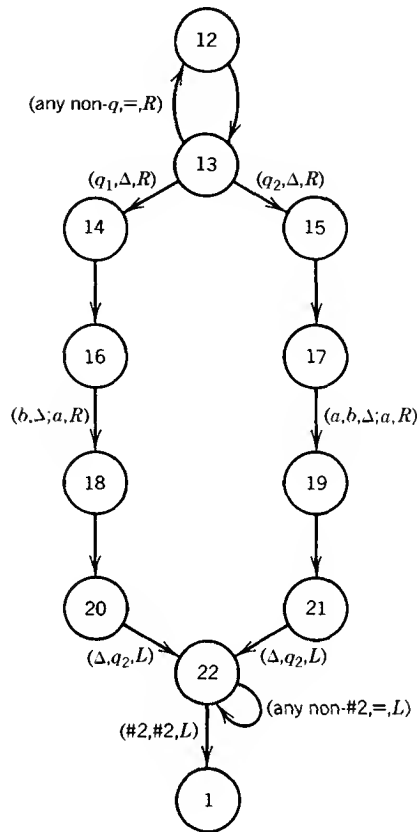 12
(any non-q,=,R)
13
(q₁,Δ,R) (q₂,Δ,R)
14 15
16 17
(b,Δ;a,R) (a,b,Δ;a,R)
18 19
20 21
(Δ,q₂,L) (Δ,q₂,L)
22
(any non-#2,=,L)
(#2,#2,L)
1